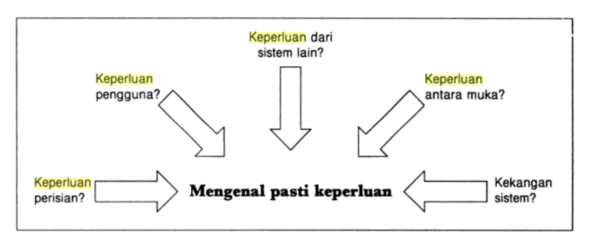 Keperluan dari
sistem lain?
Keperluan
pengguna?
Keperluan
antara muka?
Keperluan
perisian?
Mengenal pasti keperluan
Kekangan
sistem?